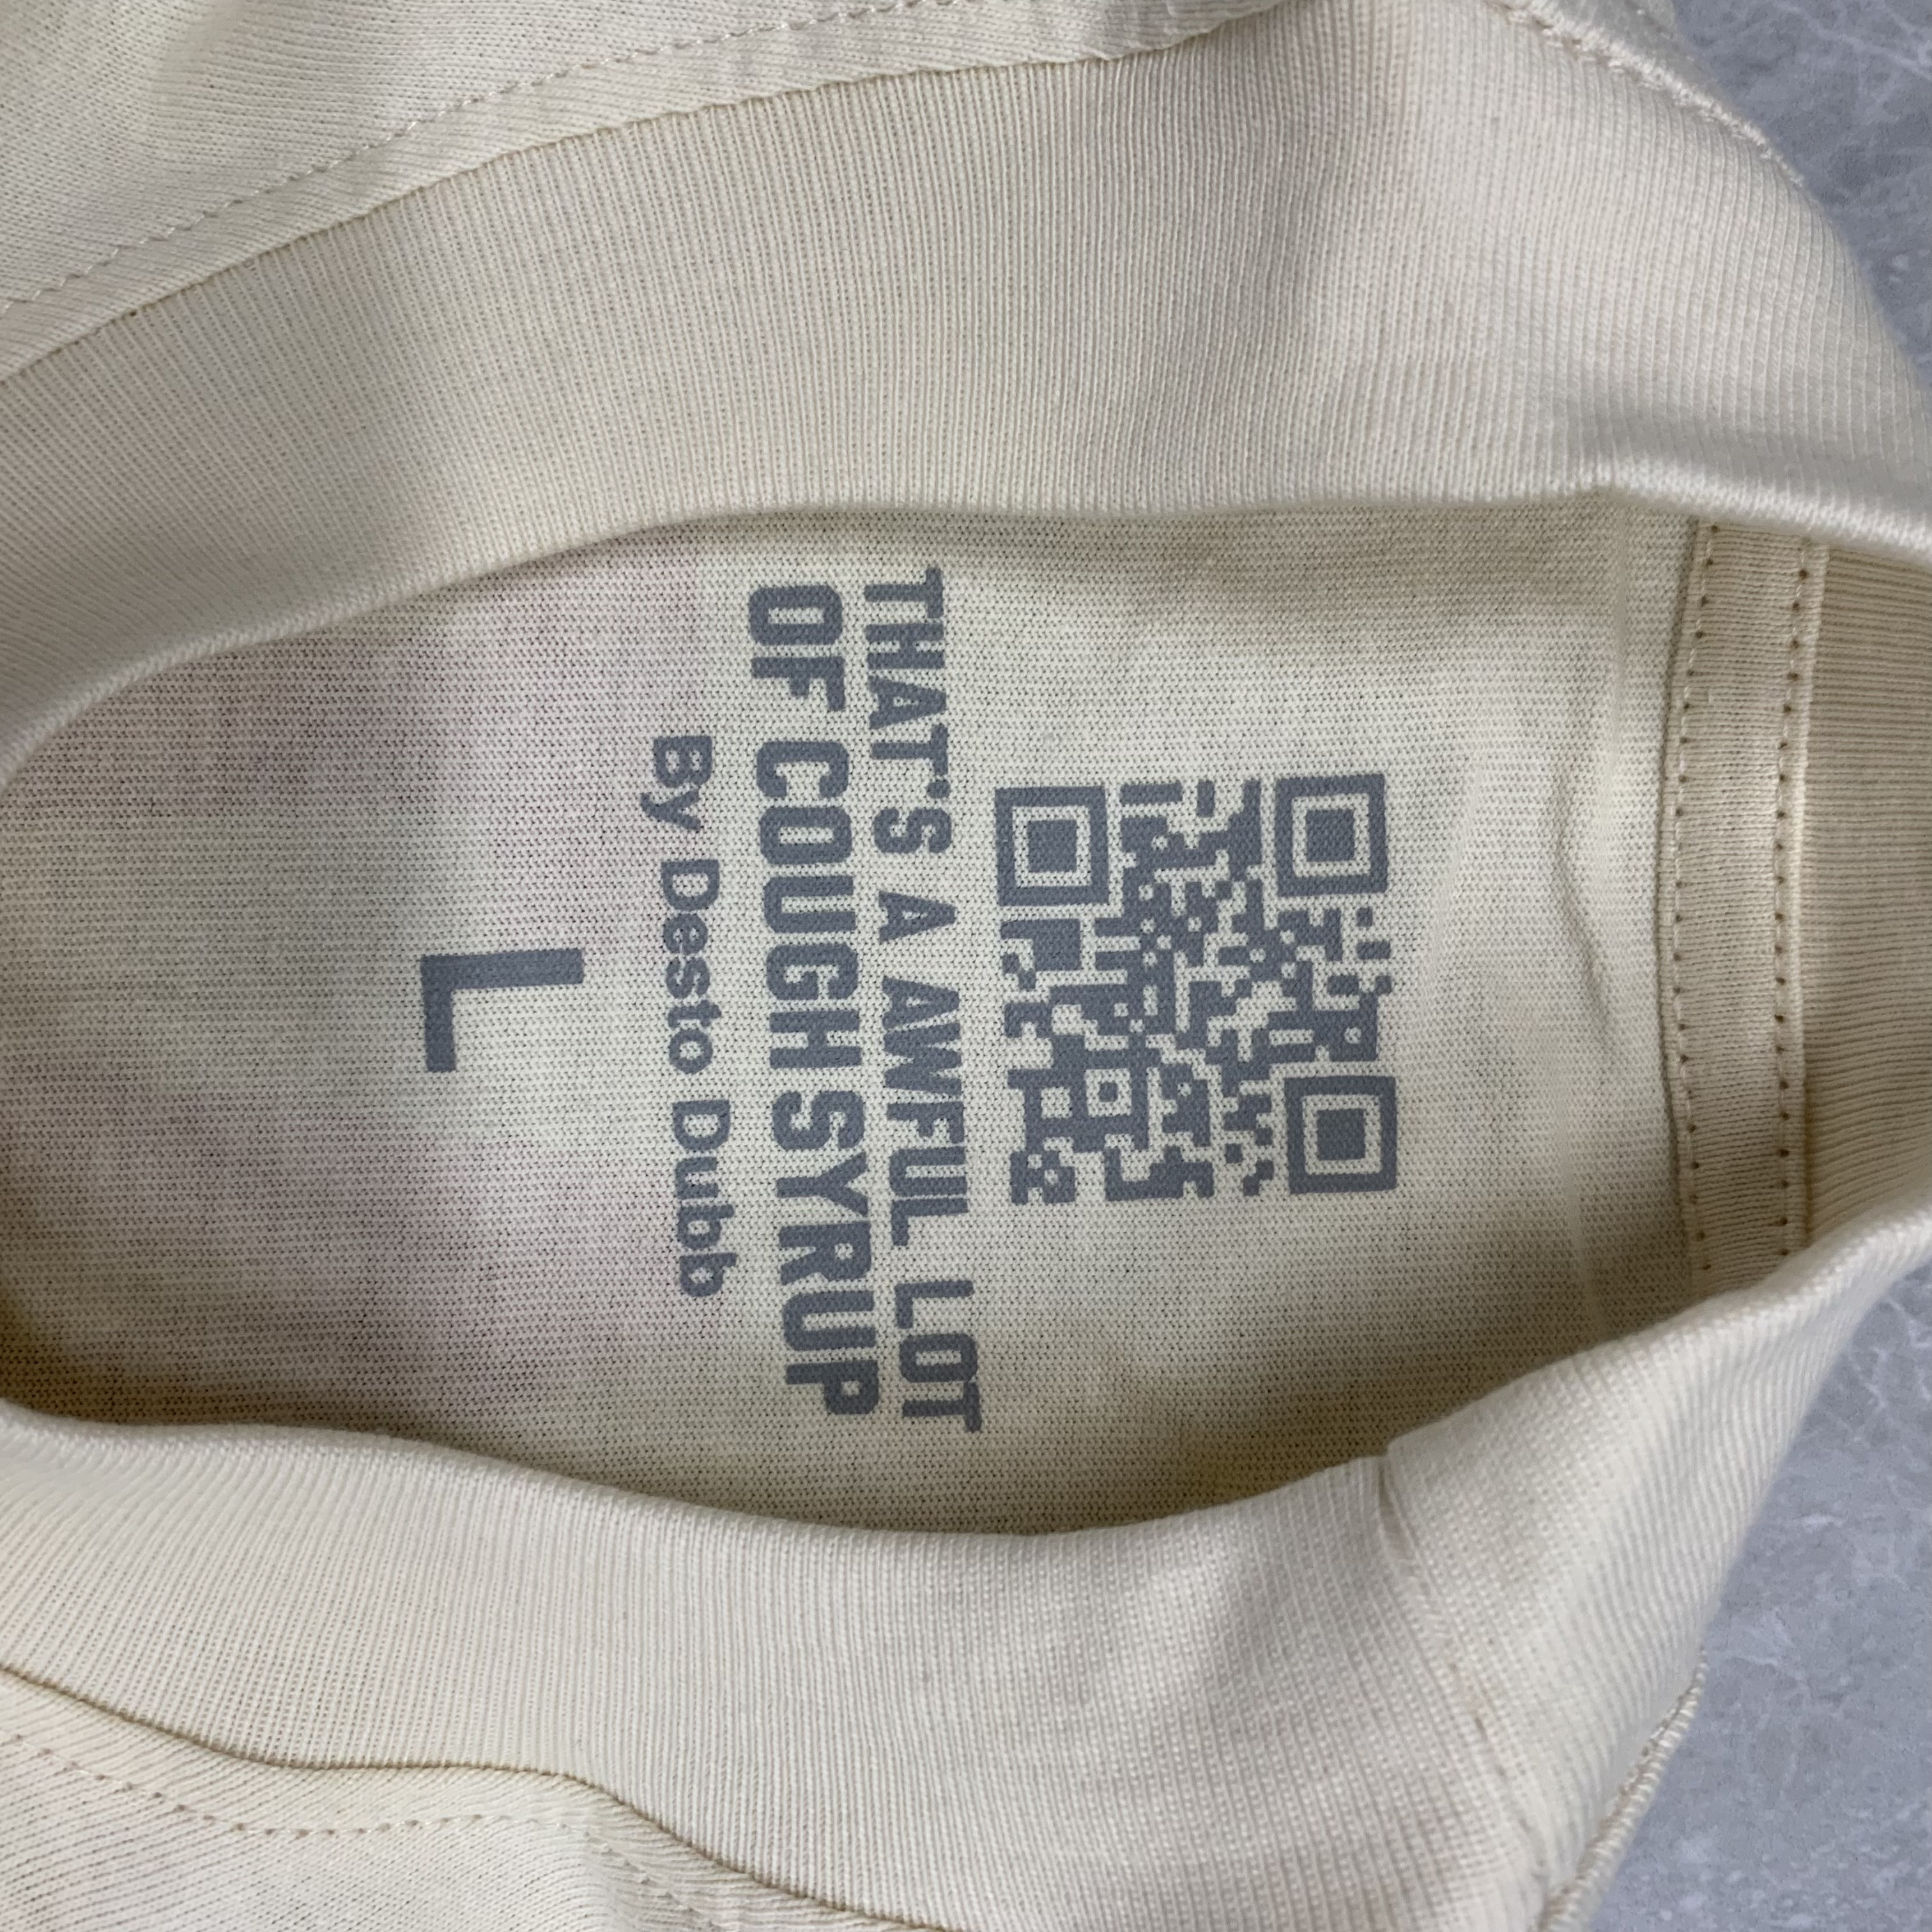 THAT'S A AWFUL LOT
OF COUGH SYRUP
By Desto Dubb
L